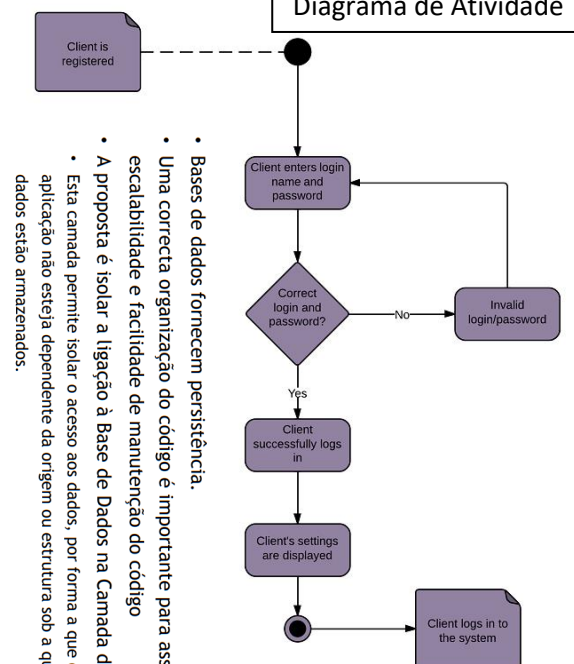 Diagrama de Atividade
Client is
registered
Client enters login
name and
password
Correct
login and
password?
No
Invalid
login/password
Yes
Client
successfully logs
in
Client's settings
are displayed
Client logs in to
the system
• Bases de dados fornecem persistência.
• Uma correcta organização do código é importante para
escalabilidade e facilidade de manutenção do código
• A proposta é isolar a ligação à Base de Dados na Camada
• Esta camada permite isolar o acesso aos dados, por forma a que
aplicação não esteja dependente da origem ou estrutura sob a
dados estão armazenados.